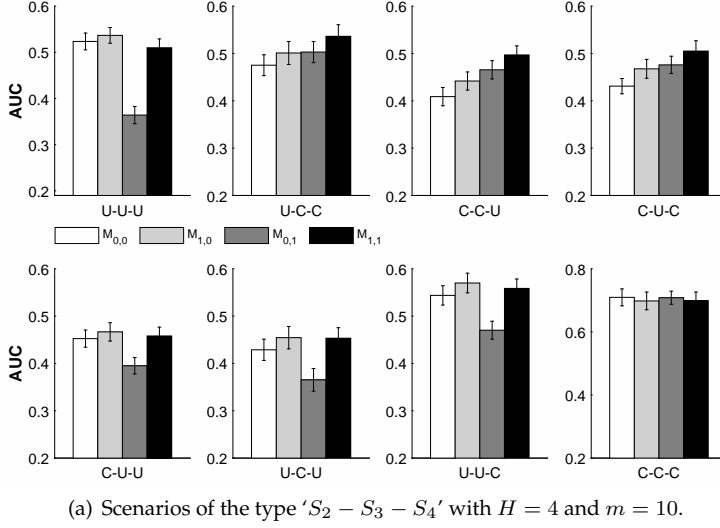 AUC
0.6 0.6 0.6 0.6
0.5 0.5 0.5 0.5
0.4 0.4 0.4 0.4
0.3 0.3 0.3 0.3
0.2 0.2 0.2 0.2
U-U-U U-C-C C-C-U C-U-C
M0,0 M1,0 M0,1 M1,1
AUC
0.6 0.6 0.6 0.8
0.5 0.5 0.5 0.6
0.4 0.4 0.4 0.4
0.3 0.3 0.3
0.2 0.2 0.2 0.2
C-U-U U-C-U U-U-C C-C-C
(a) Scenarios of the type ‘S2 − S3 − S4’ with H = 4 and m = 10.